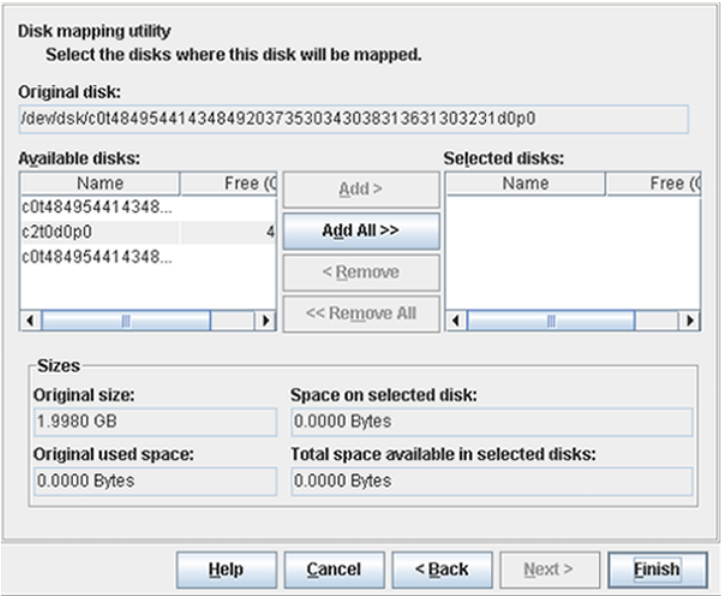 Disk mapping utility
Select the disks where this disk will be mapped.
Original disk:
/dev/dsk/c0t48495441434849203735303430383136313032​31d0p0
Available disks:
Name Free (G
c0t484954414348...
c2t0d0p0 4
c0t484954414348...
Add >
Add All >>
< Remove
<< Remove All
Selected disks:
Name Free (G
Sizes
Original size:
1.9980 GB
Space on selected disk:
0.0000 Bytes
Original used space:
0.0000 Bytes
Total space available in selected disks:
0.0000 Bytes
Help Cancel < Back Next > Finish